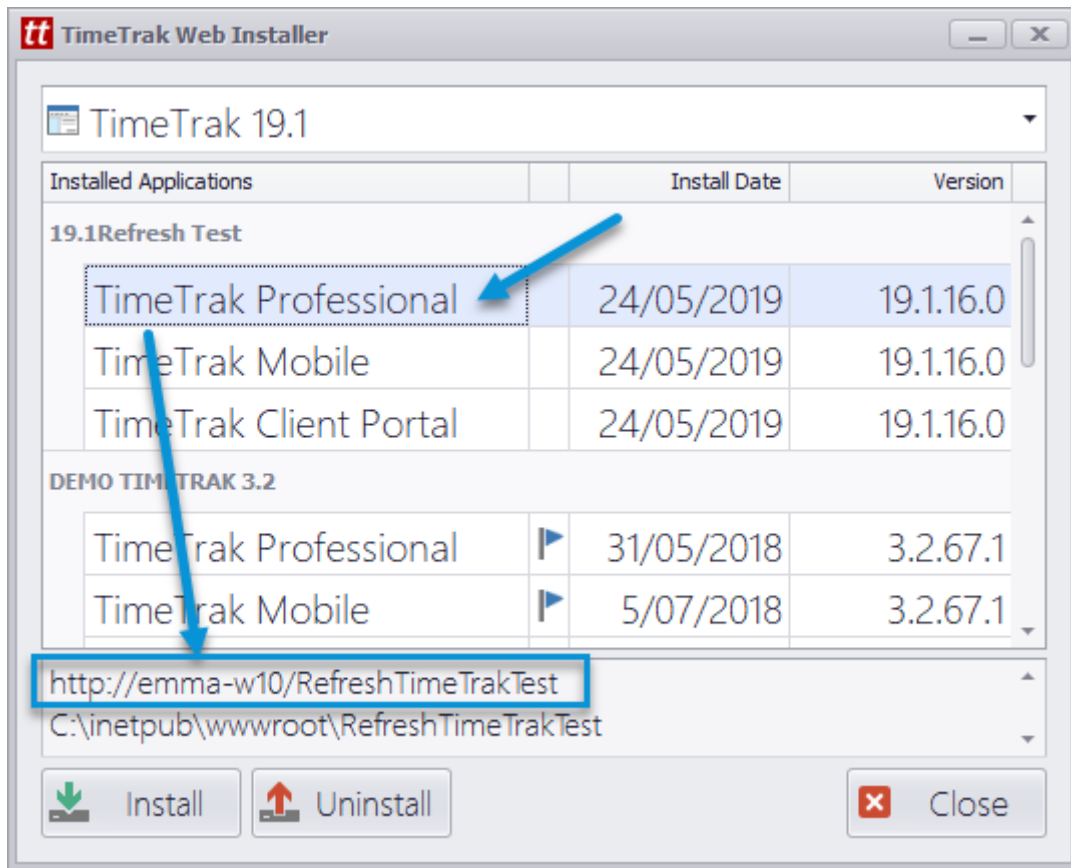 tt TimeTrak Web Installer
TimeTrak 19.1
Installed Applications Install Date Version
19.1Refresh Test
TimeTrak Professional 24/05/2019 19.1.16.0
TimeTrak Mobile 24/05/2019 19.1.16.0
TimeTrak Client Portal 24/05/2019 19.1.16.0
DEMO TIMETRAK 3.2
TimeTrak Professional 31/05/2018 3.2.67.1
TimeTrak Mobile 5/07/2018 3.2.67.1
http://emma-w10/RefreshTimeTrakTest
C:\inetpub\wwwroot\RefreshTimeTrakTest
Install Uninstall Close